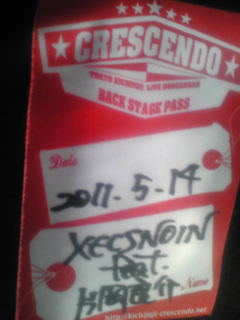 CRESCENDO
TOKYO KICHIJOJI LIVE HOUSE&BAR
BACK STAGE PASS
Date
2011-5-14
XECSNOIN
feat.
Name
http://kichijoji-crescendo.net